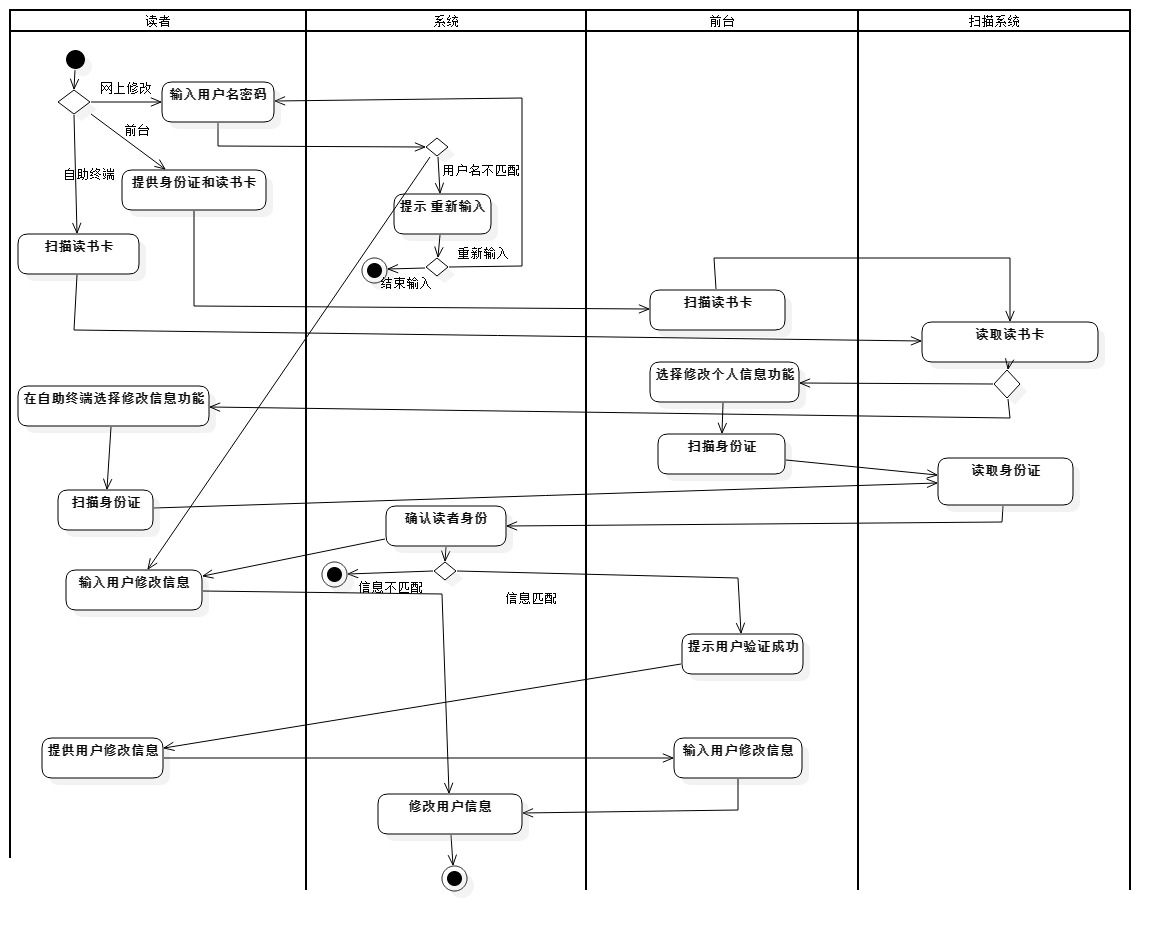 读者
系统
前台
扫描系统
网上修改
输入用户名密码
前台
自助终端
提供身份证和读书卡
用户名不匹配
提示 重新输入
扫描读书卡
重新输入
结束输入
扫描读书卡
读取读书卡
选择修改个人信息功能
在自助终端选择修改信息功能
扫描身份证
读取身份证
扫描身份证
确认读者身份
输入用户修改信息
信息不匹配
信息匹配
提示用户验证成功
提供用户修改信息
输入用户修改信息
修改用户信息